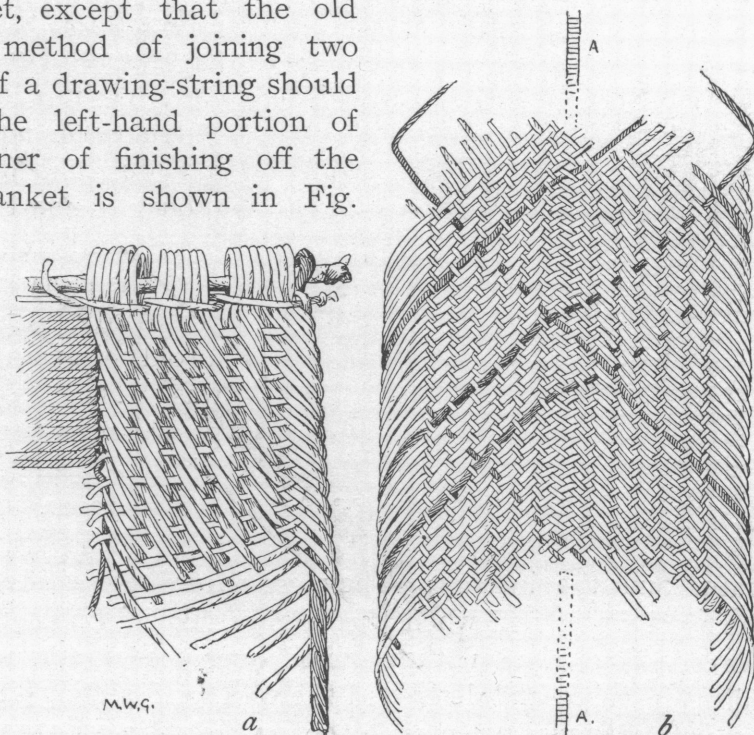 et, except that the old
method of joining two
f a drawing-string should
he left-hand portion of
ner of finishing off the
anket is shown in Fig.
A
M.W.G.
a
A.
b